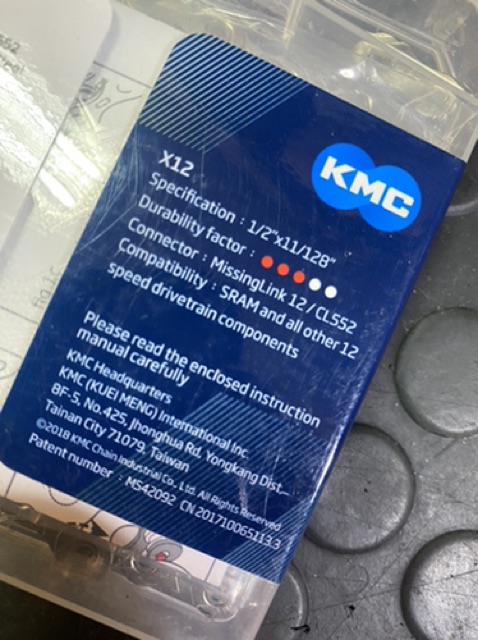 KMC
X12
Specification : 1/2"x11/128"
Durability factor :
Connector : MissingLink 12 / CL552
Compatibility : SRAM and all other 12
speed drivetrain components
Please read the enclosed instruction
manual carefully
KMC Headquarters
KMC (KUEI MENG) International Inc.
8F-5, No.425, Jhonghua Rd, Yongkang Dist.,
Tainan City 71079, Taiwan
©2018 KMC Chain Industrial Co., Ltd. All Rights Reserved
Patent number : M542092 CN 201710065113.3